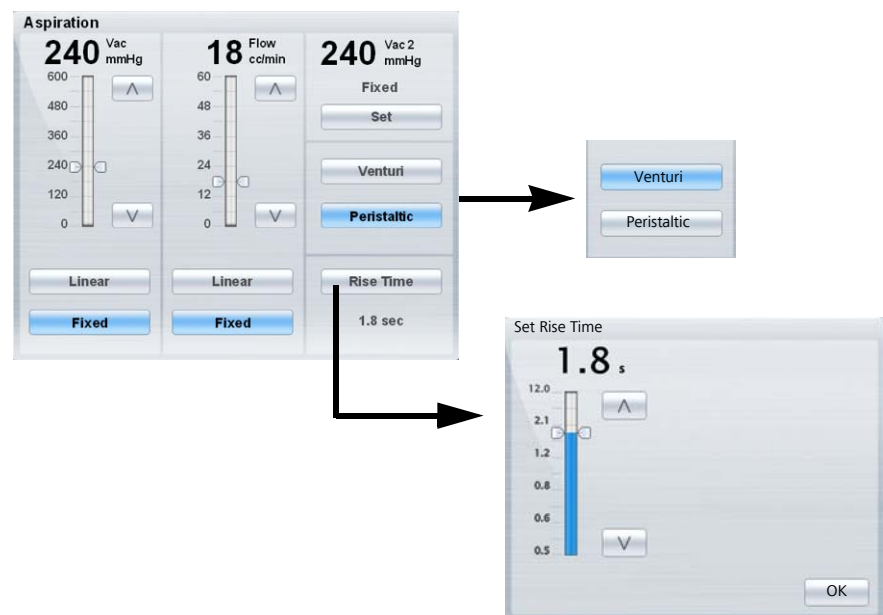 Aspiration
240 Vac mmHg
18 Flow cc/min
240 Vac 2 mmHg
600
480
360
240
120
0
Linear
Fixed
60
48
36
24
12
0
Linear
Fixed
Fixed
Set
Venturi
Peristaltic
Rise Time
1.8 sec
Venturi
Peristaltic
Set Rise Time
1.8 s
12.0
2.1
1.2
0.8
0.6
0.5
OK